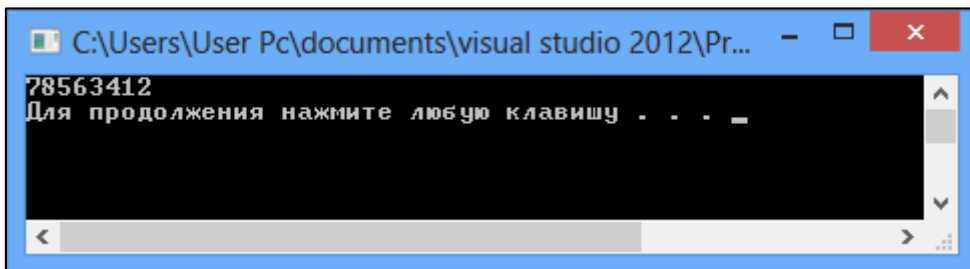 C:\Users\User Pc\documents\visual studio 2012\Pr...
78563412
Для продолжения нажмите любую клавишу . . . _